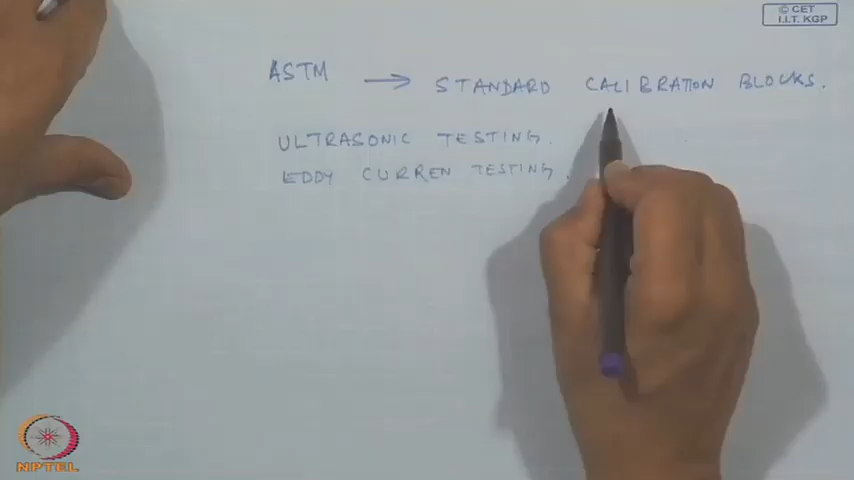 © CET
I.I.T. KGP
ASTM → STANDARD CALIBRATION BLOCKS.
ULTRASONIC TESTING.
EDDY CURREN TESTING.
NPTEL